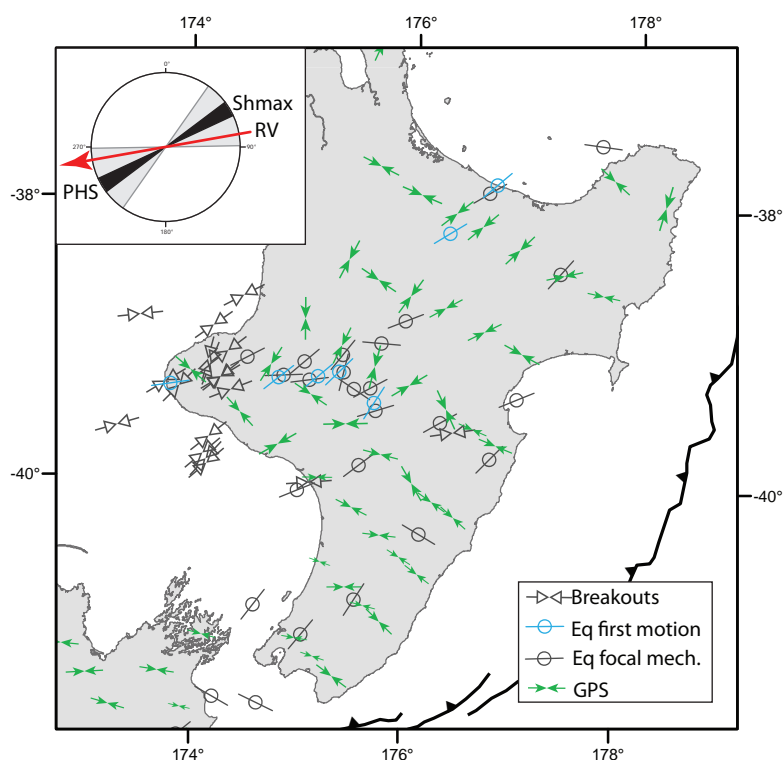 174° 176° 178°
0°
Shmax
RV
270° 90°
PHS
180°
-38° -38°
-40° -40°
Breakouts
Eq first motion
Eq focal mech.
GPS
174° 176° 178°